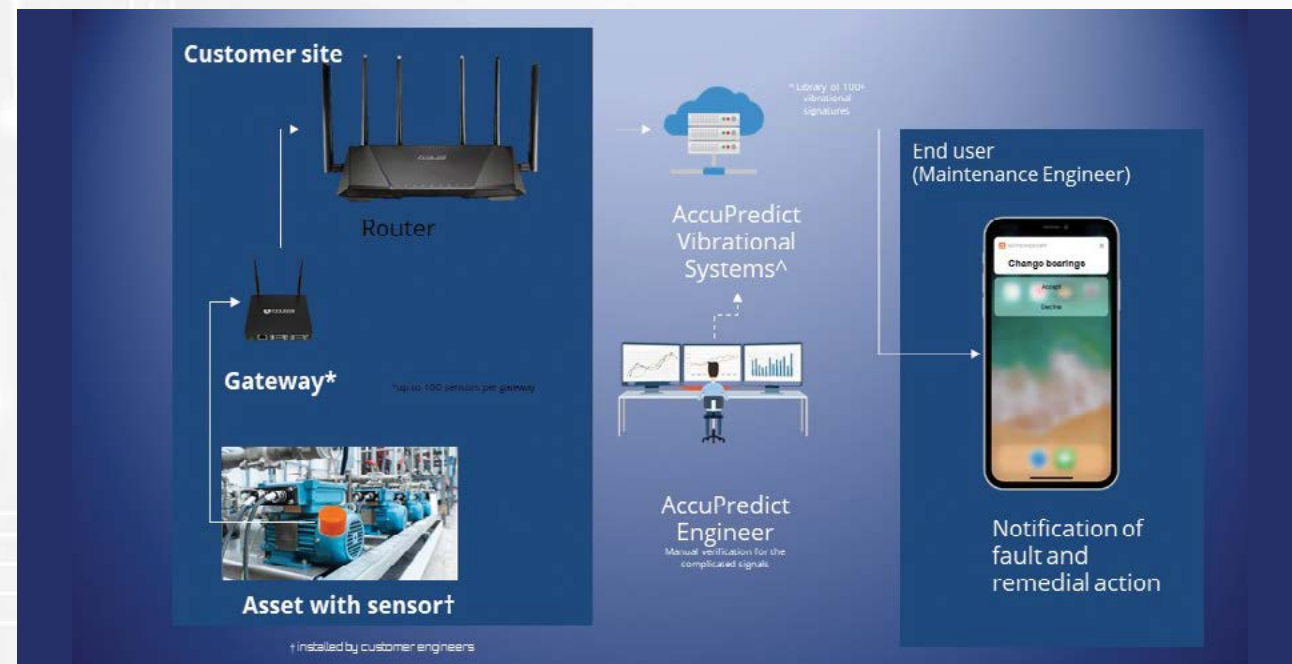 Customer site
Router
Gateway*
*up to 100 sensors per gateway
Asset with sensor†
† installed by customer engineers
^ Library of 100+
vibrational
signatures
AccuPredict
Vibrational
Systems^
AccuPredict
Engineer
Manual verification for the
complicated signals
End user
(Maintenance Engineer)
Change bearings
Accept
Decline
Notification of
fault and
remedial action